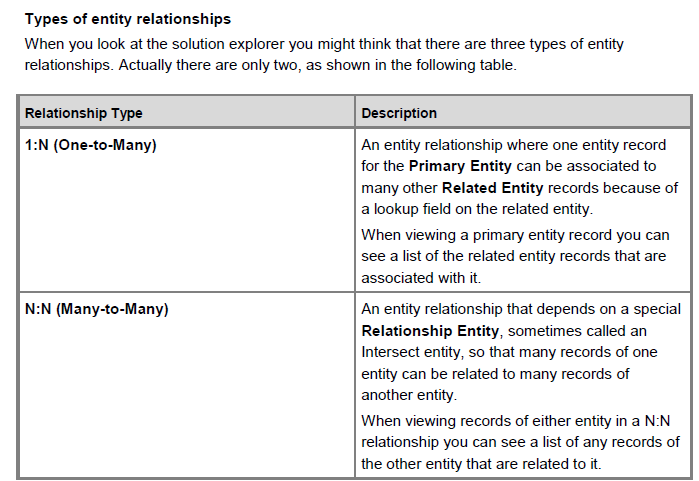 Types of entity relationships
When you look at the solution explorer you might think that there are three types of entity
relationships. Actually there are only two, as shown in the following table.
Relationship Type
Description
1:N (One-to-Many)
An entity relationship where one entity record
for the Primary Entity can be associated to
many other Related Entity records because of
a lookup field on the related entity.
When viewing a primary entity record you can
see a list of the related entity records that are
associated with it.
N:N (Many-to-Many)
An entity relationship that depends on a special
Relationship Entity, sometimes called an
Intersect entity, so that many records of one
entity can be related to many records of
another entity.
When viewing records of either entity in a N:N
relationship you can see a list of any records of
the other entity that are related to it.